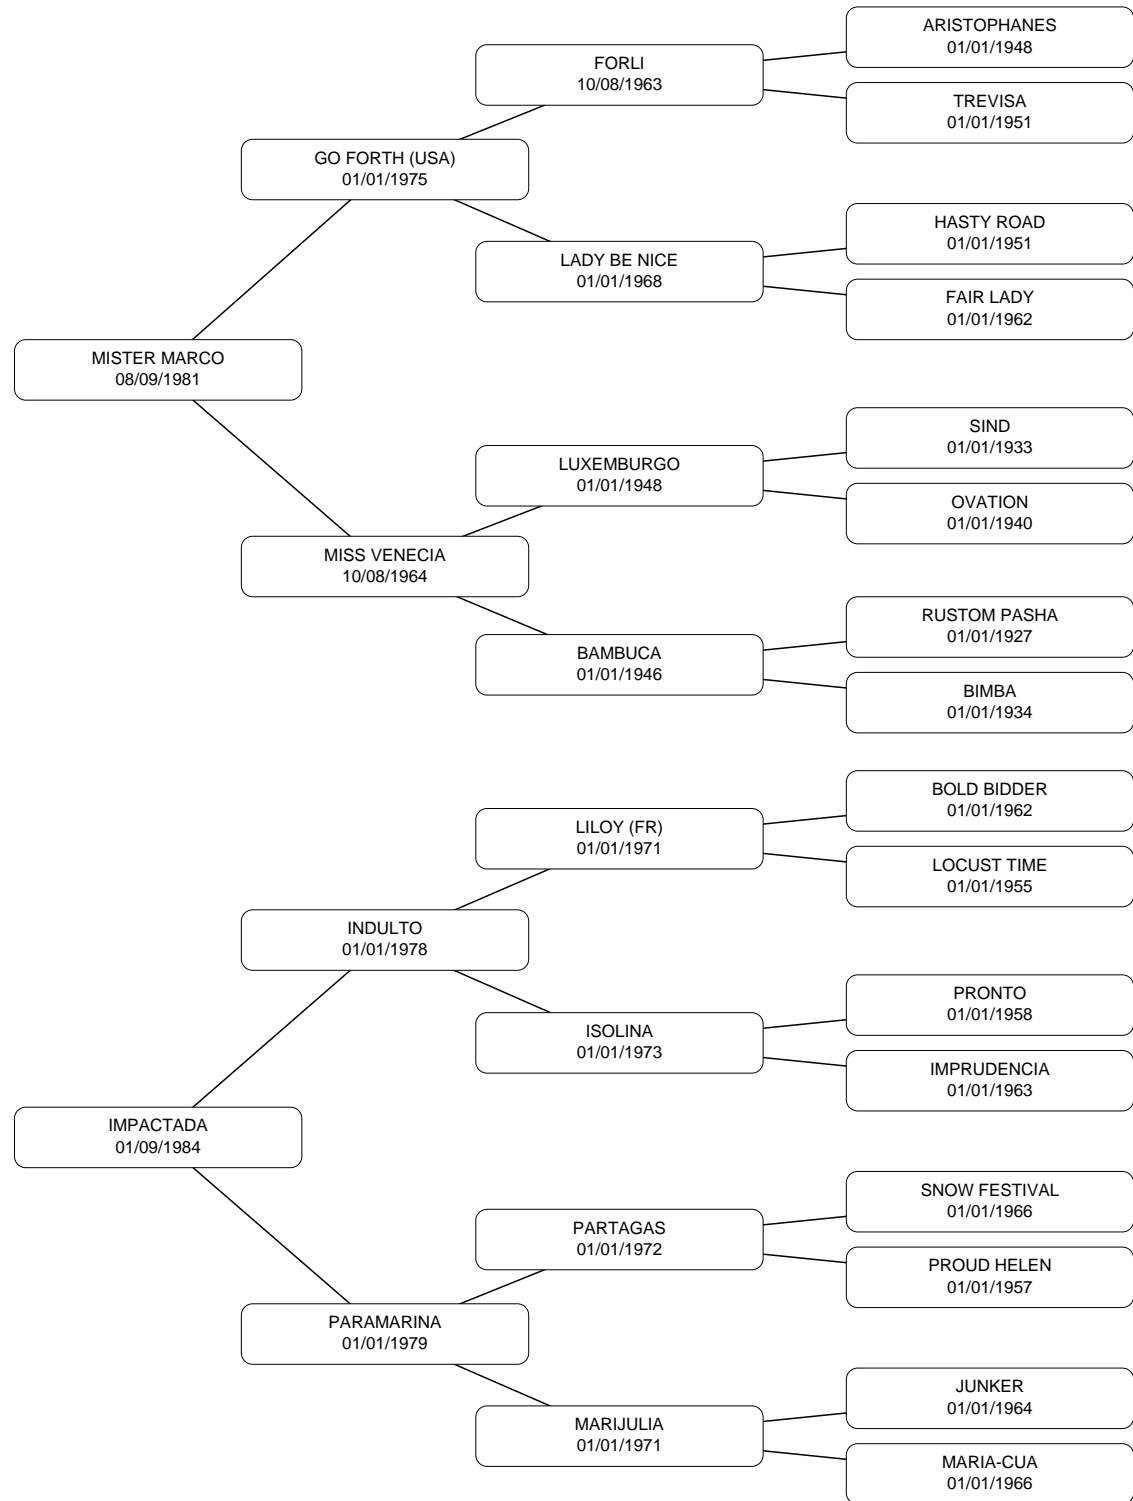 ARISTOPHANES
01/01/1948
FORLI
10/08/1963
TREVISA
01/01/1951
GO FORTH (USA)
01/01/1975
HASTY ROAD
01/01/1951
LADY BE NICE
01/01/1968
FAIR LADY
01/01/1962
MISTER MARCO
08/09/1981
SIND
01/01/1933
LUXEMBURGO
01/01/1948
OVATION
01/01/1940
MISS VENECIA
10/08/1964
RUSTOM PASHA
01/01/1927
BAMBUCA
01/01/1946
BIMBA
01/01/1934
BOLD BIDDER
01/01/1962
LILOY (FR)
01/01/1971
LOCUST TIME
01/01/1955
INDULTO
01/01/1978
PRONTO
01/01/1958
ISOLINA
01/01/1973
IMPRUDENCIA
01/01/1963
IMPACTADA
01/09/1984
SNOW FESTIVAL
01/01/1966
PARTAGAS
01/01/1972
PROUD HELEN
01/01/1957
PARAMARINA
01/01/1979
JUNKER
01/01/1964
MARIJULIA
01/01/1971
MARIA-CUA
01/01/1966